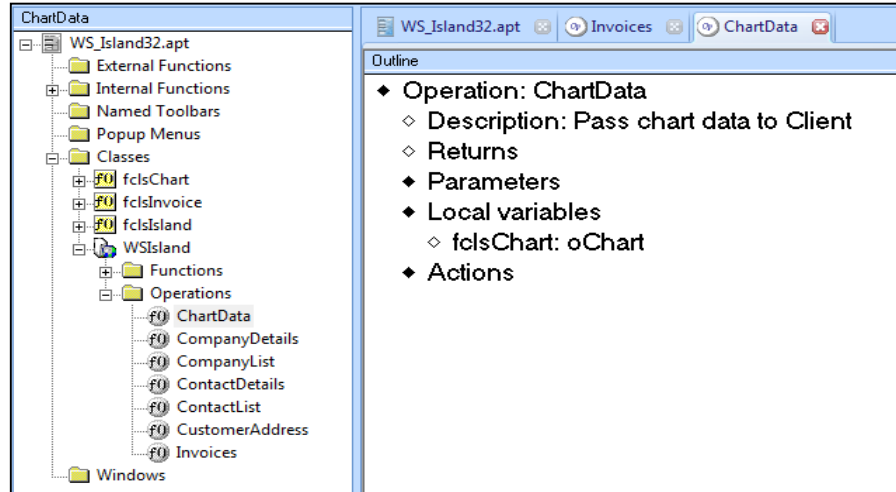 ChartData
WS_Island32.apt
External Functions
Internal Functions
Named Toolbars
Popup Menus
Classes
fclsChart
fclsInvoice
fclsIsland
WSIsland
Functions
Operations
ChartData
CompanyDetails
CompanyList
ContactDetails
ContactList
CustomerAddress
Invoices
Windows
WS_Island32.apt Invoices ChartData
Outline
Operation: ChartData
Description: Pass chart data to Client
Returns
Parameters
Local variables
fclsChart: oChart
Actions